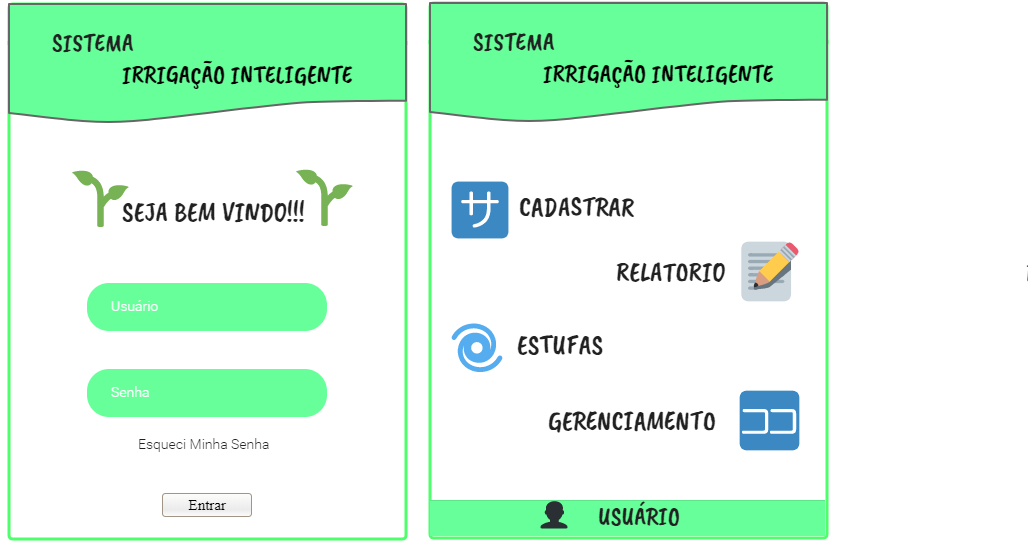 SISTEMA
IRRIGAÇÃO INTELIGENTE
SEJA BEM VINDO!!!
Usuário
Senha
Esqueci Minha Senha
Entrar
SISTEMA
IRRIGAÇÃO INTELIGENTE
サ CADASTRAR
RELATORIO
ESTUFAS
GERENCIAMENTO ココ
USUÁRIO